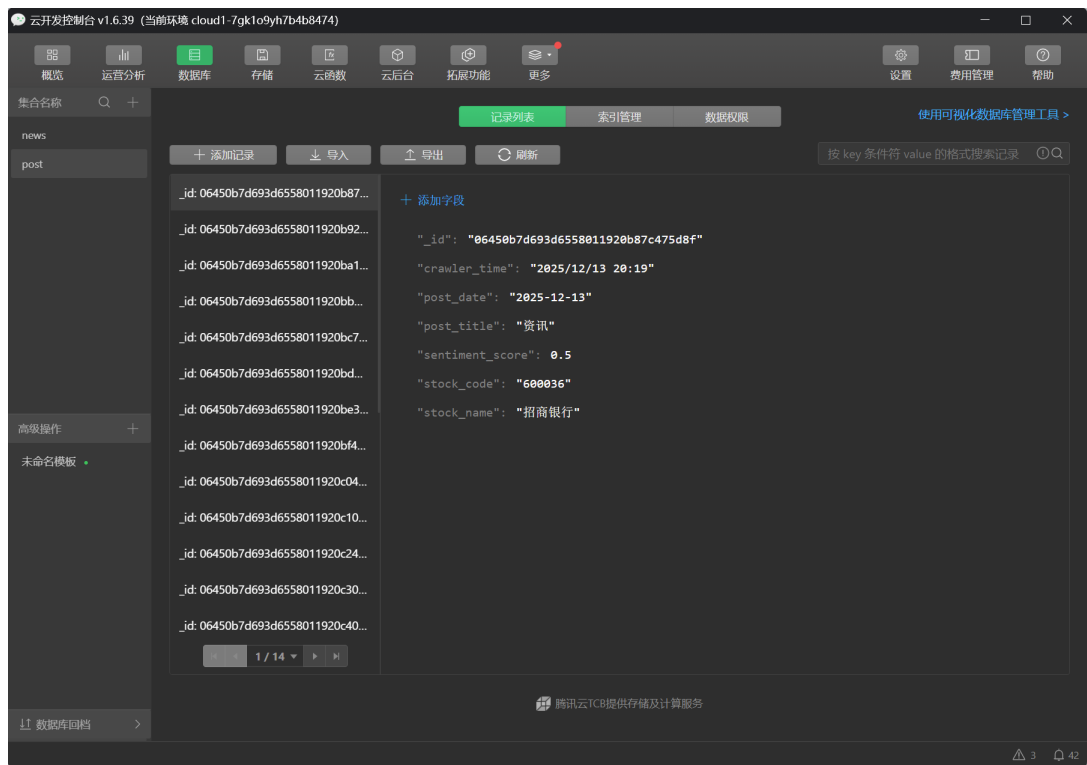 云开发控制台 v1.6.39 (当前环境 cloud1-7gk1o9yh7b4b8474)
概览 运营分析 数据库 存储 云函数 云后台 拓展功能 更多 设置 费用管理 帮助
集合名称
news
post
高级操作
未命名模板
数据库回档
记录列表 索引管理 数据权限
使用可视化数据库管理工具 >
添加记录 导入 导出 刷新
按 key 条件符 value 的格式搜索记录
_id: 06450b7d693d6558011920b87...
_id: 06450b7d693d6558011920b92...
_id: 06450b7d693d6558011920ba1...
_id: 06450b7d693d6558011920bb...
_id: 06450b7d693d6558011920bc7...
_id: 06450b7d693d6558011920bd...
_id: 06450b7d693d6558011920be3...
_id: 06450b7d693d6558011920bf4...
_id: 06450b7d693d6558011920c04...
_id: 06450b7d693d6558011920c10...
_id: 06450b7d693d6558011920c24...
_id: 06450b7d693d6558011920c30...
_id: 06450b7d693d6558011920c40...
1 / 14
添加字段
"_id": "06450b7d693d6558011920b87c475d8f"
"crawler_time": "2025/12/13 20:19"
"post_date": "2025-12-13"
"post_title": "资讯"
"sentiment_score": 0.5
"stock_code": "600036"
"stock_name": "招商银行"
腾讯云TCB提供存储及计算服务
3 42